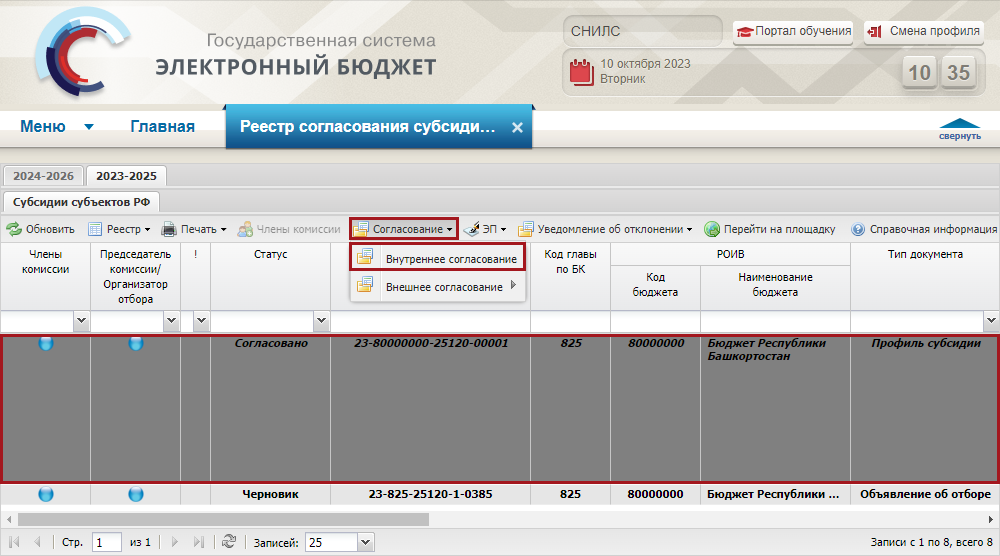 Государственная система
ЭЛЕКТРОННЫЙ БЮДЖЕТ
СНИЛС
Портал обучения
Смена профиля
10 октября 2023
Вторник
10 35
Меню
Главная
Реестр согласования субсиди...
свернуть
2024-2026
2023-2025
Субсидии субъектов РФ
Обновить
Реестр
Печать
Члены комиссии
Согласование
ЭП
Уведомление об отклонении
Перейти на площадку
Справочная информация
Внутреннее согласование
Внешнее согласование
Члены
комиссии
Председатель
комиссии/
Организатор
отбора
!
Статус
Код главы
по БК
РОИВ
Код
бюджета
Наименование
бюджета
Тип документа
Согласовано 23-80000000-25120-00001 825 80000000 Бюджет Республики Профиль субсидии
Башкортостан
Черновик 23-825-25120-1-0385 825 80000000 Бюджет Республики ... Объявление об отборе
Стр. 1 из 1
Записей: 25
Записи с 1 по 8, всего 8